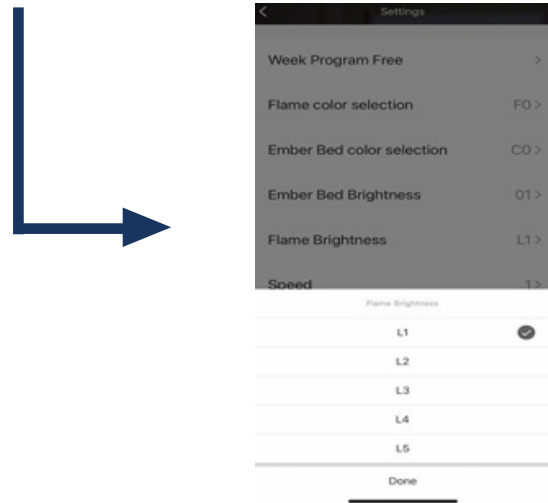 Settings
Week Program Free >
Flame color selection F0 >
Ember Bed color selection C0 >
Ember Bed Brightness 01 >
Flame Brightness L1 >
Speed 1 >
Flame Brightness
L1
L2
L3
L4
L5
Done